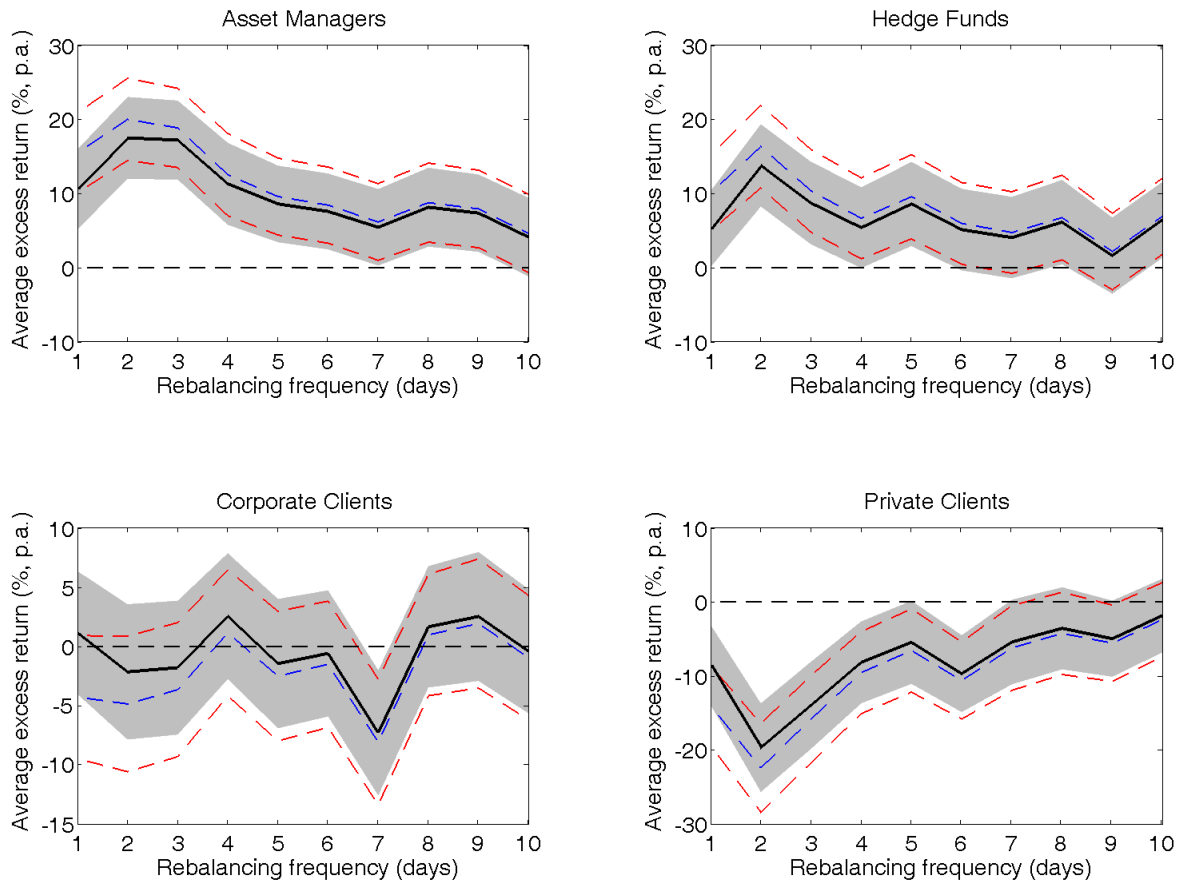 Asset Managers
Average excess return (%, p.a.)
30
20
10
0
-10
1 2 3 4 5 6 7 8 9 10
Rebalancing frequency (days)
Hedge Funds
Average excess return (%, p.a.)
30
20
10
0
-10
1 2 3 4 5 6 7 8 9 10
Rebalancing frequency (days)
Corporate Clients
Average excess return (%, p.a.)
10
5
0
-5
-10
-15
1 2 3 4 5 6 7 8 9 10
Rebalancing frequency (days)
Private Clients
Average excess return (%, p.a.)
10
0
-10
-20
-30
1 2 3 4 5 6 7 8 9 10
Rebalancing frequency (days)